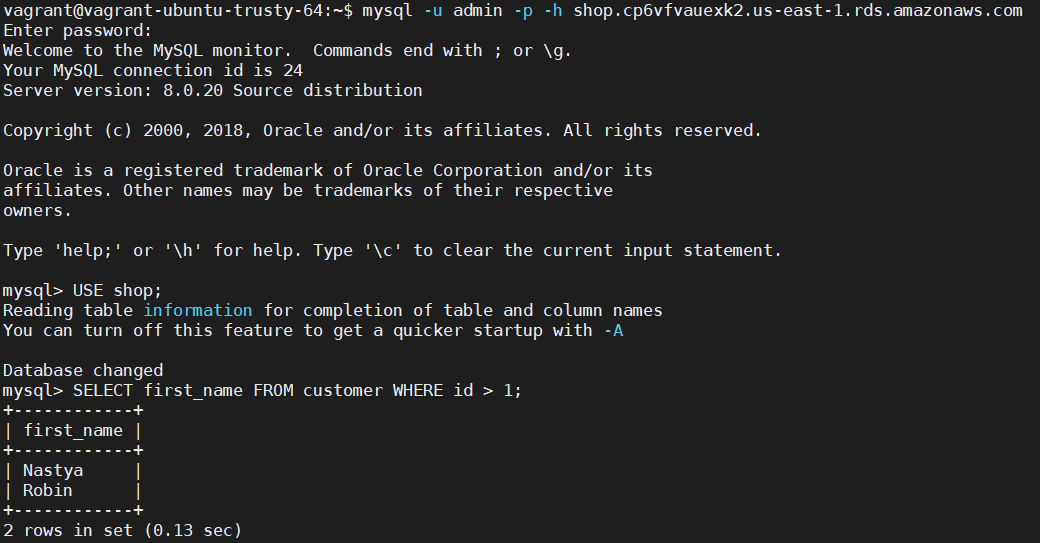 vagrant@vagrant-ubuntu-trusty-64:~$ mysql -u admin -p -h shop.cp6vfvauexk2.us-east-1.rds.amazonaws.com
Enter password:
Welcome to the MySQL monitor.  Commands end with ; or \g.
Your MySQL connection id is 24
Server version: 8.0.20 Source distribution

Copyright (c) 2000, 2018, Oracle and/or its affiliates. All rights reserved.

Oracle is a registered trademark of Oracle Corporation and/or its
affiliates. Other names may be trademarks of their respective
owners.

Type 'help;' or '\h' for help. Type '\c' to clear the current input statement.

mysql> USE shop;
Reading table information for completion of table and column names
You can turn off this feature to get a quicker startup with -A

Database changed
mysql> SELECT first_name FROM customer WHERE id > 1;
+------------+
| first_name |
+------------+
| Nastya     |
| Robin      |
+------------+
2 rows in set (0.13 sec)